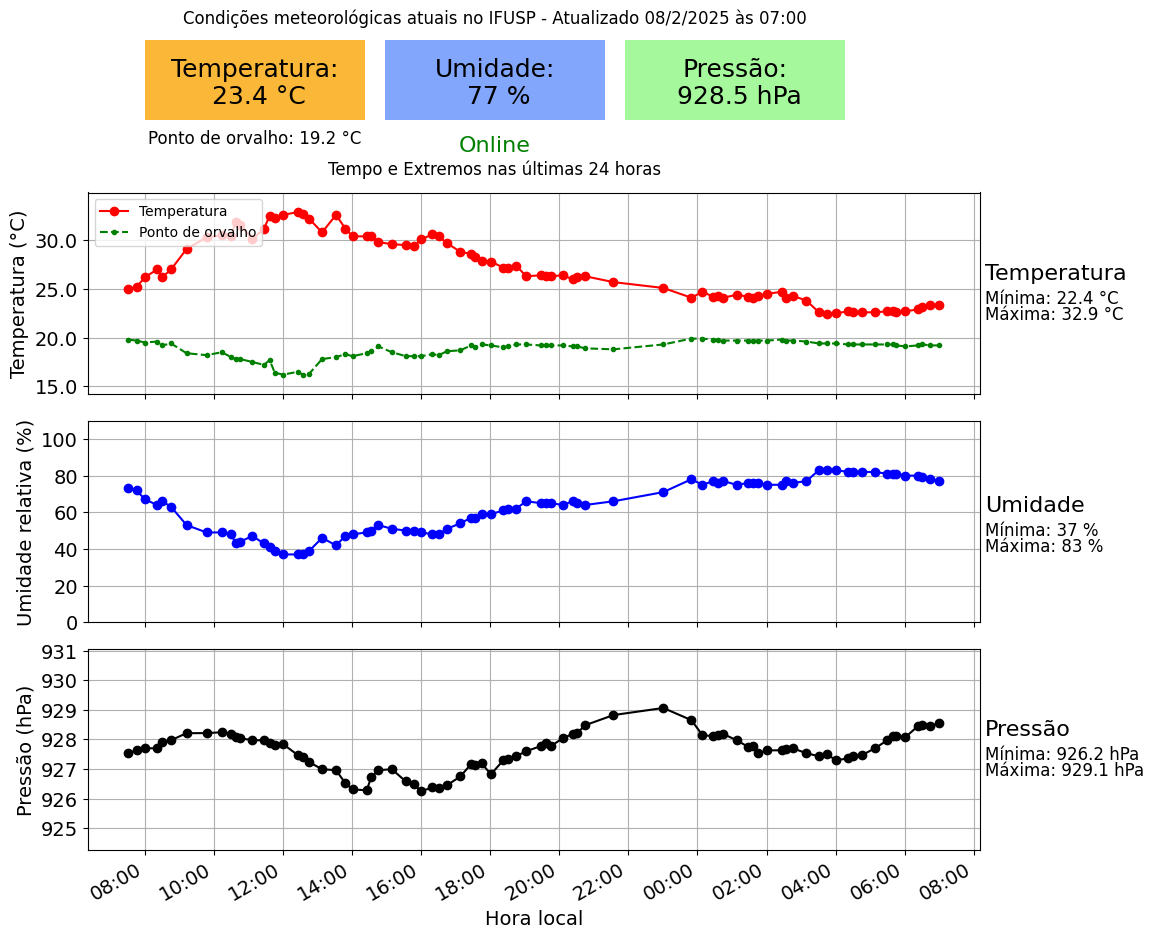 Condições meteorológicas atuais no IFUSP - Atualizado 08/2/2025 às 07:00
Temperatura:
23.4 °C
Umidade:
77 %
Pressão:
928.5 hPa
Ponto de orvalho: 19.2 °C
Online
Tempo e Extremos nas últimas 24 horas
Temperatura (°C)
30.0
25.0
20.0
15.0
Temperatura
Ponto de orvalho
Temperatura
Mínima: 22.4 °C
Máxima: 32.9 °C
Umidade relativa (%)
100
80
60
40
20
0
Umidade
Mínima: 37 %
Máxima: 83 %
Pressão (hPa)
931
930
929
928
927
926
925
Pressão
Mínima: 926.2 hPa
Máxima: 929.1 hPa
08:00 10:00 12:00 14:00 16:00 18:00 20:00 22:00 00:00 02:00 04:00 06:00 08:00
Hora local